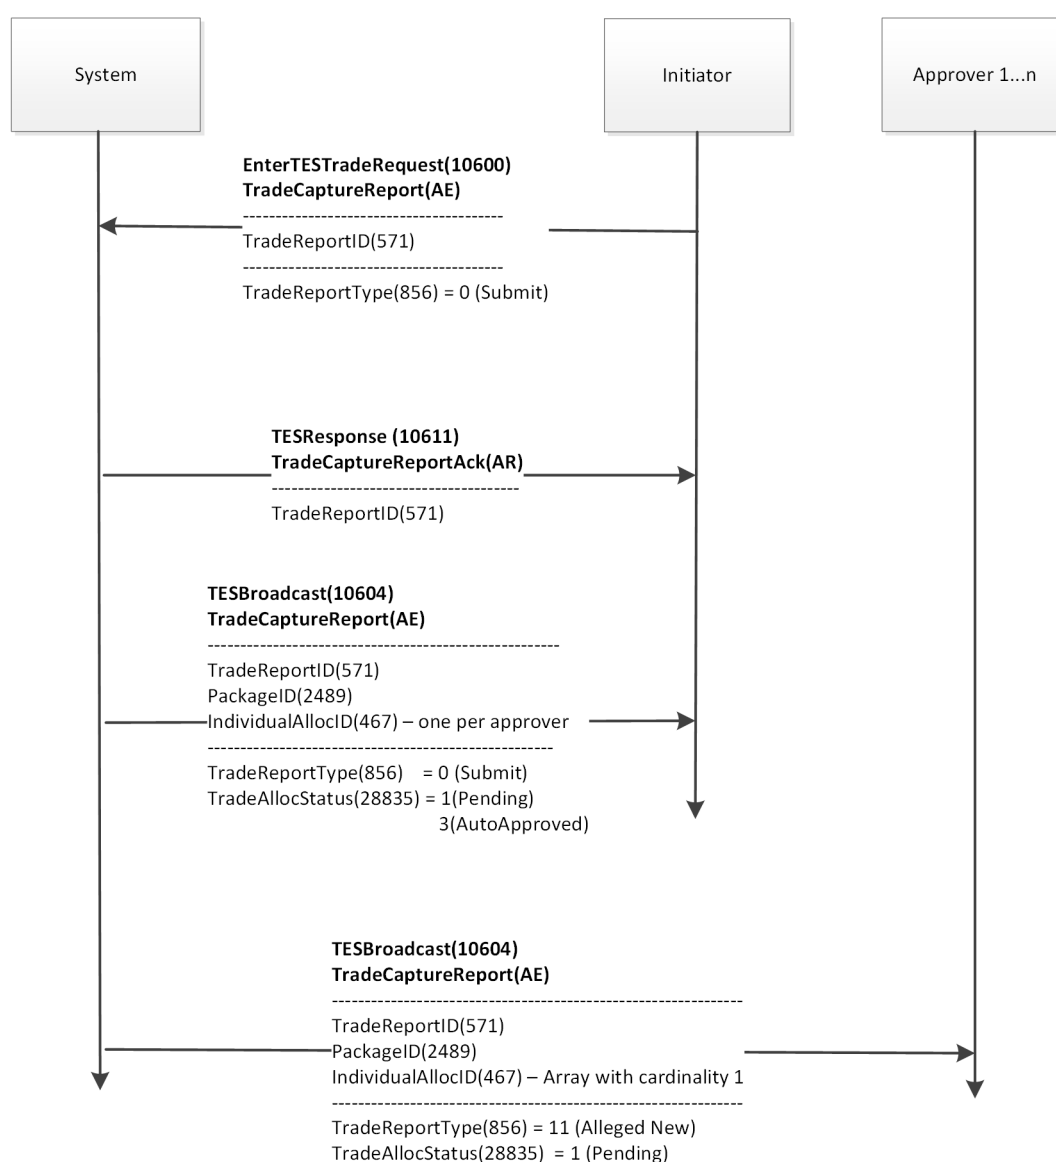 System
Initiator
Approver 1...n
EnterTESTradeRequest(10600)
TradeCaptureReport(AE)
----------------------------------------
TradeReportID(571)
----------------------------------------
TradeReportType(856) = 0 (Submit)
TESResponse (10611)
TradeCaptureReportAck(AR)
--------------------------------------
TradeReportID(571)
TESBroadcast(10604)
TradeCaptureReport(AE)
------------------------------------------------------
TradeReportID(571)
PackageID(2489)
IndividualAllocID(467) – one per approver
-----------------------------------------------------
TradeReportType(856) = 0 (Submit)
TradeAllocStatus(28835) = 1(Pending)
3(AutoApproved)
TESBroadcast(10604)
TradeCaptureReport(AE)
---------------------------------------------------------------
TradeReportID(571)
PackageID(2489)
IndividualAllocID(467) – Array with cardinality 1
---------------------------------------------------------------
TradeReportType(856) = 11 (Alleged New)
TradeAllocStatus(28835) = 1 (Pending)